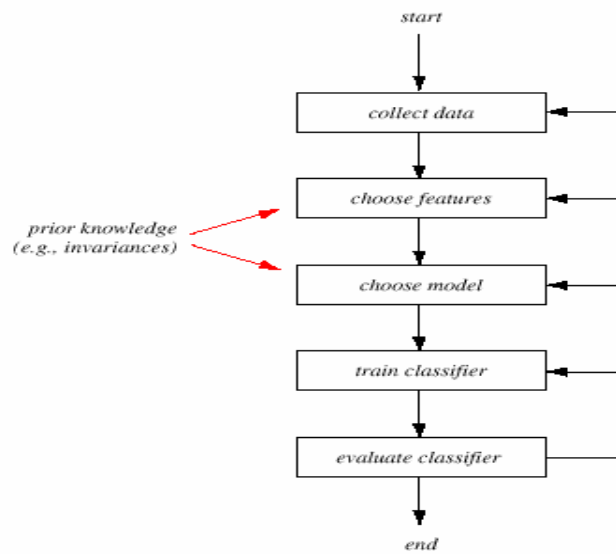 start
collect data
choose features
prior knowledge
(e.g., invariances)
choose model
train classifier
evaluate classifier
end